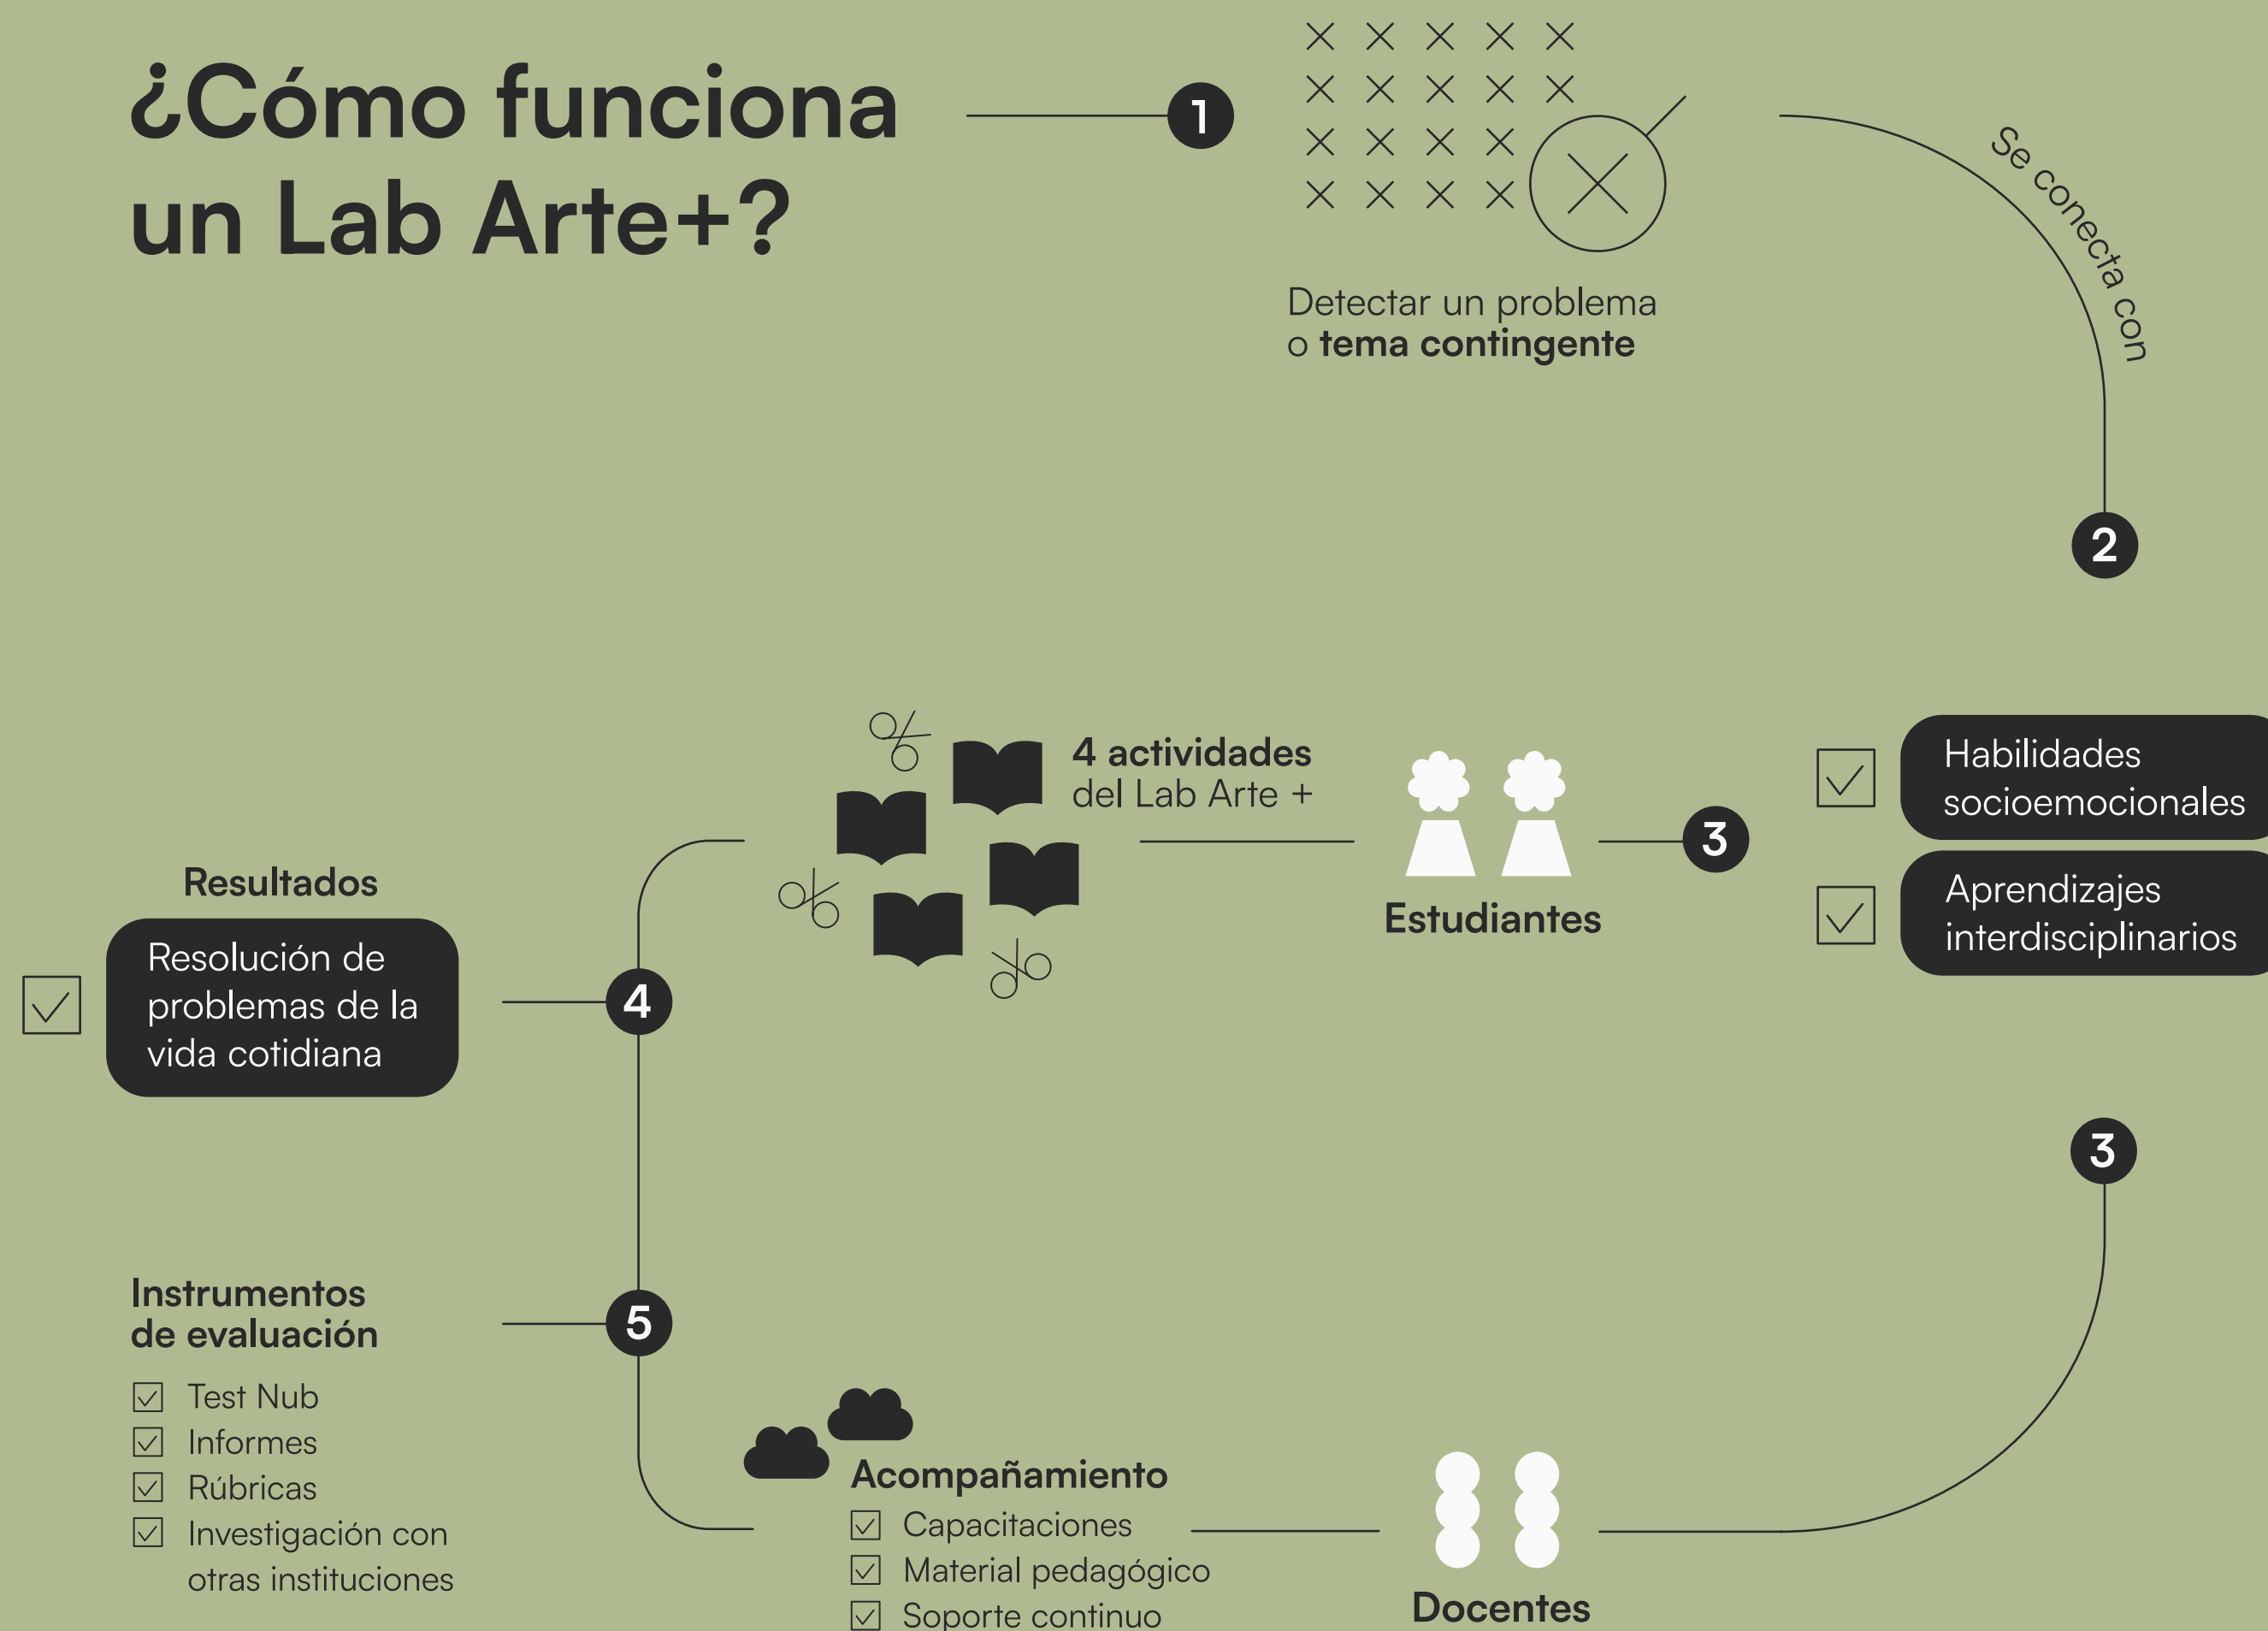 ¿Cómo funciona
un Lab Arte+?
1
Detectar un problema
o tema contingente
Se conecta con
2
Habilidades
socioemocionales
Aprendizajes
interdisciplinarios
3
Estudiantes
4 actividades
del Lab Arte +
3
Docentes
Acompañamiento
Capacitaciones
Material pedagógico
Soporte continuo
4
Resultados
Resolución de
problemas de la
vida cotidiana
5
Instrumentos
de evaluación
Test Nub
Informes
Rúbricas
Investigación con
otras instituciones